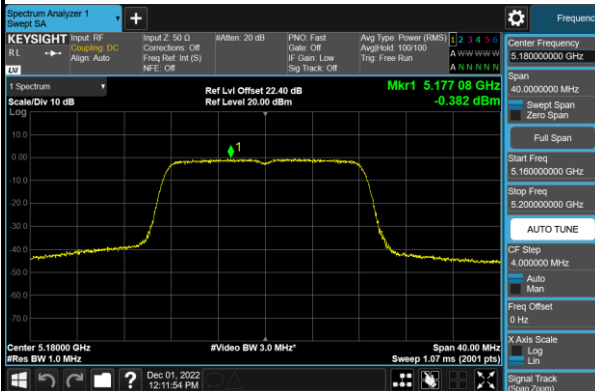 Spectrum Analyzer 1
Swept SA
+
Frequenc
KEYSIGHT Input: RF Input Z: 50 Ω #Atten: 20 dB PNO: Fast Avg Type: Power (RMS) 1 2 3 4 5 6
RL Coupling: DC Corrections: Off Gate: Off Avg|Hold: 100/100 A W W W W W
Align: Auto Freq Ref: Int (S) IF Gain: Low Trig: Free Run
NFE: Off Sig Track: Off A N N N N N
LXI
1 Spectrum
Ref Lvl Offset 22.40 dB Mkr1 5.177 08 GHz
Scale/Div 10 dB Ref Level 20.00 dBm -0.382 dBm
Log
10.0
1
0.00
-10.0
-20.0
-30.0
-40.0
-50.0
-60.0
-70.0
Center 5.18000 GHz #Video BW 3.0 MHz* Span 40.00 MHz
#Res BW 1.0 MHz Sweep 1.07 ms (2001 pts)
? Dec 01, 2022
12:11:54 PM
Center Frequency
5.180000000 GHz
Span
40.0000000 MHz
Swept Span
Zero Span
Full Span
Start Freq
5.160000000 GHz
Stop Freq
5.200000000 GHz
AUTO TUNE
CF Step
4.000000 MHz
Auto
Man
Freq Offset
0 Hz
X Axis Scale
Log
Lin
Signal Track
(Span Zoom)